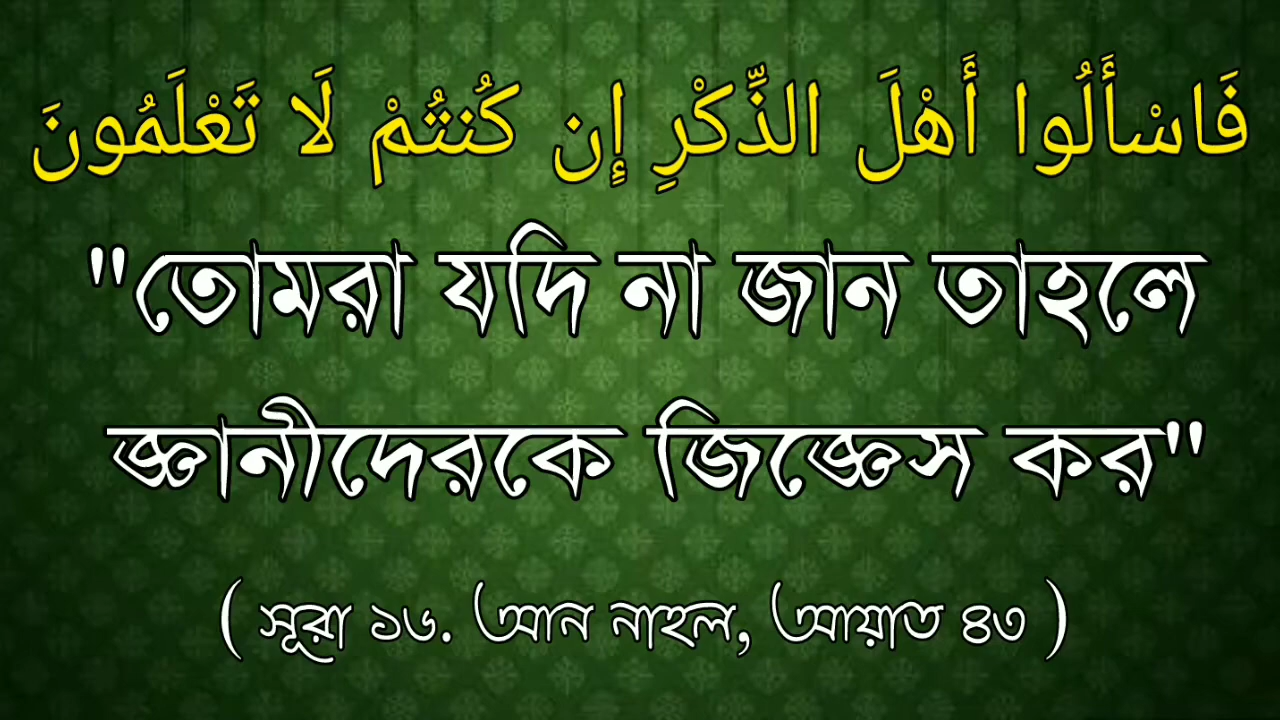 فَاسْأَلُوا أَهْلَ الذِّكْرِ إِن كُنتُمْ لَا تَعْلَمُونَ
"তোমরা যদি না জান তাহলে
জ্ঞানীদেরকে জিজ্ঞেস কর"
( সূরা ১৬. আন নাহল, আয়াত ৪৩ )